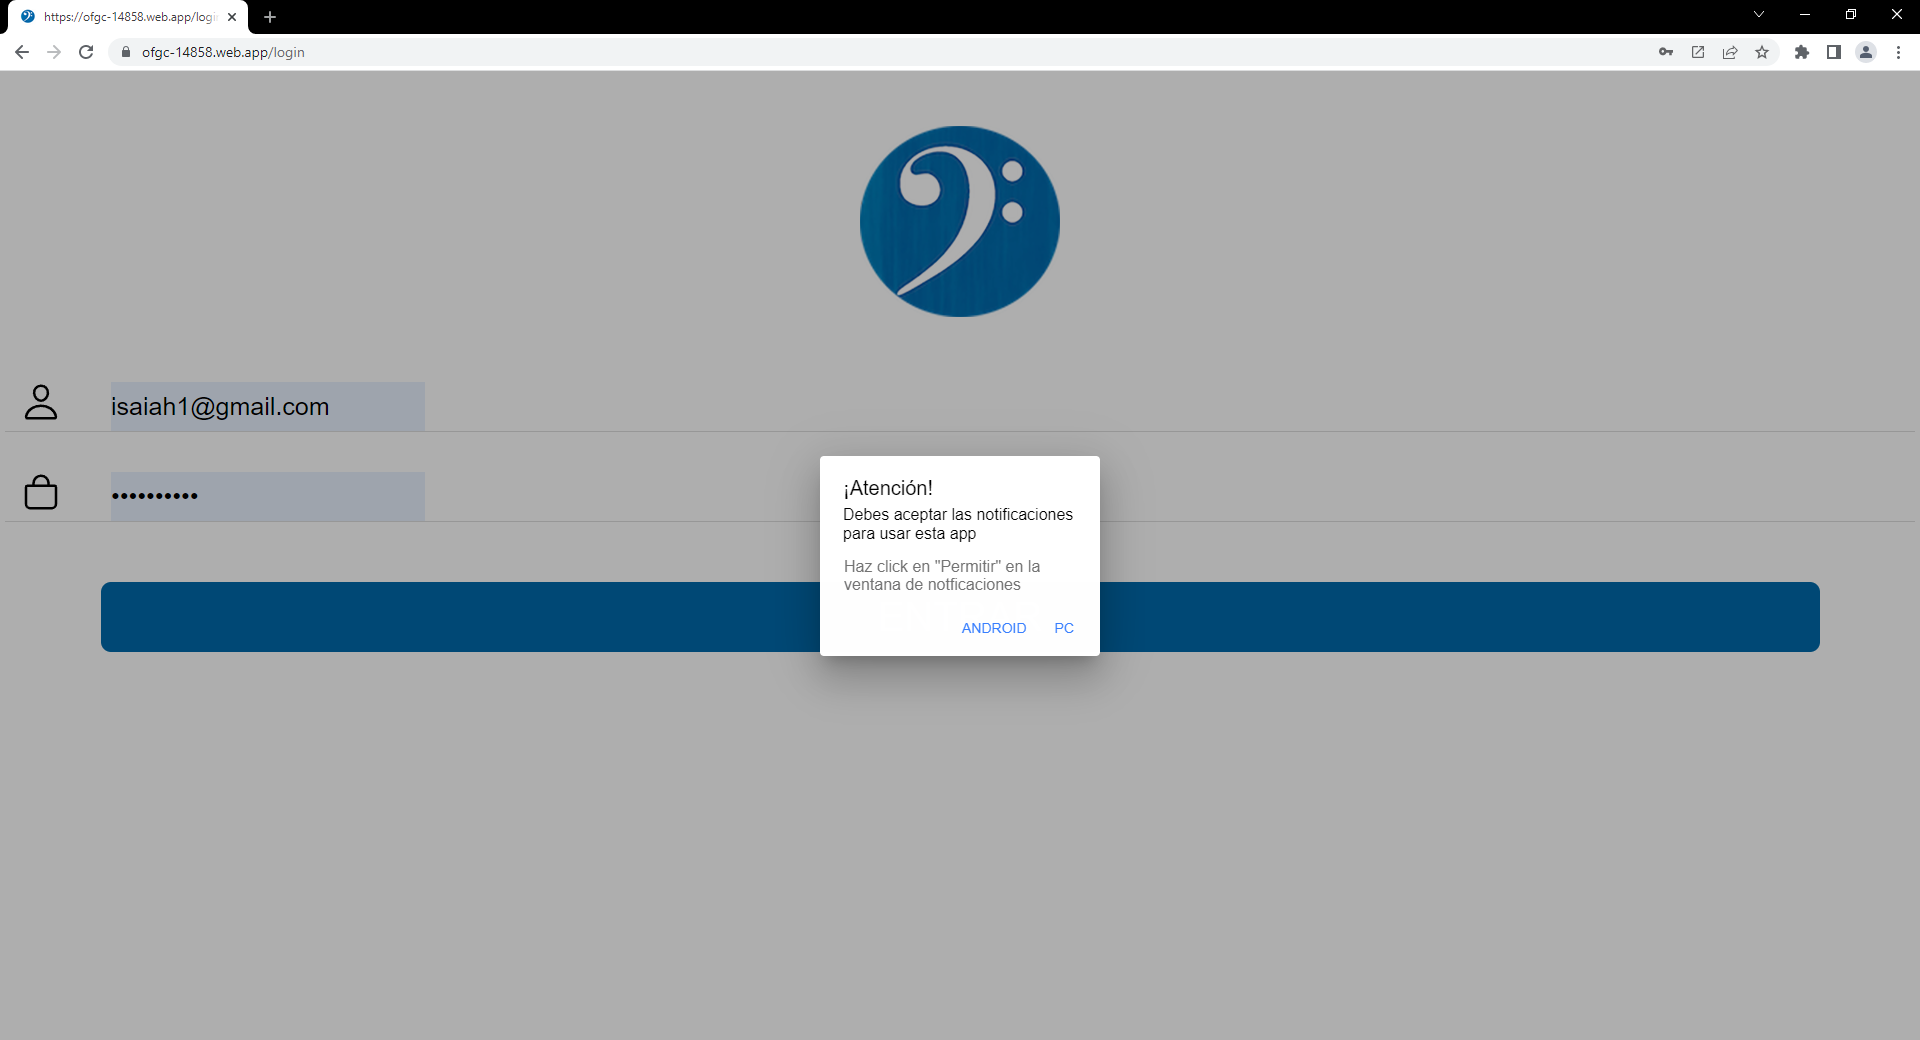 https://ofgc-14858.web.app/logi
ofgc-14858.web.app/login
isaiah1@gmail.com
••••••••••
¡Atención!
Debes aceptar las notificaciones
para usar esta app
Haz click en "Permitir" en la
ventana de notficaciones
ANDROID PC